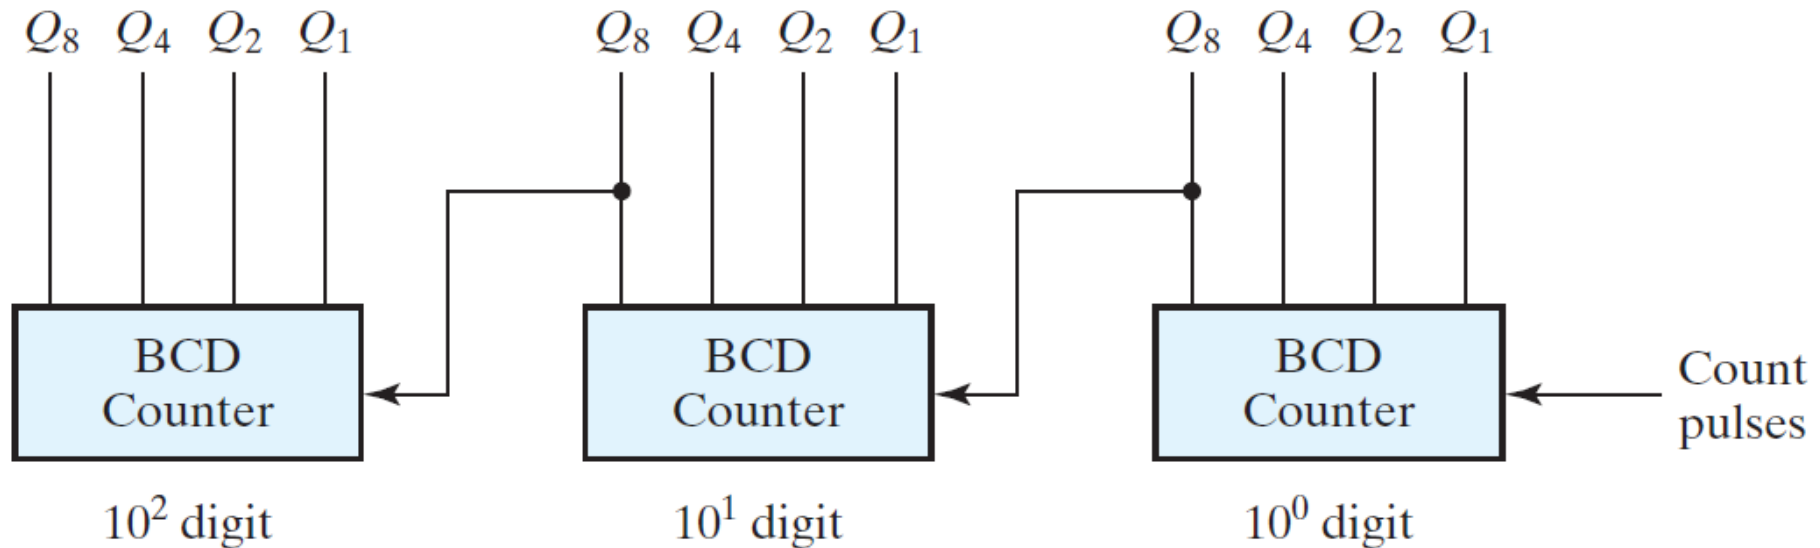 Q₈ Q₄ Q₂ Q₁ Q₈ Q₄ Q₂ Q₁ Q₈ Q₄ Q₂ Q₁
BCD
Counter
BCD
Counter
BCD
Counter
Count
pulses
10² digit
10¹ digit
10⁰ digit